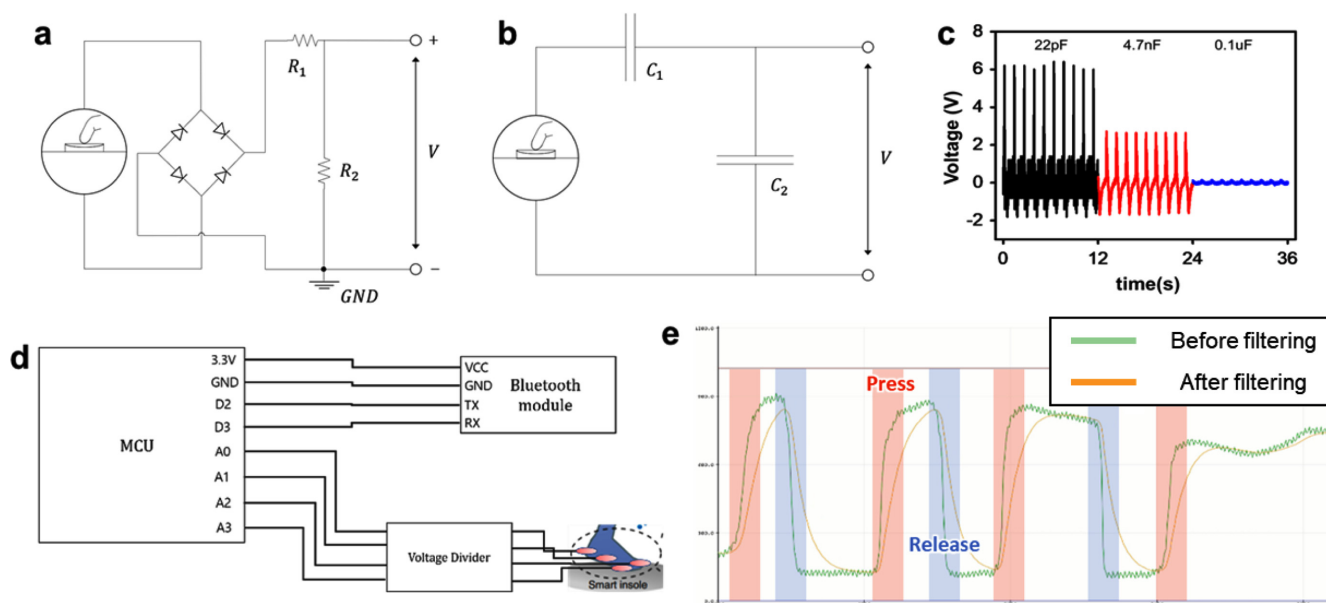 a
R₁
+
R₂
V
−
GND
b
C₁
C₂
V
c
22pF 4.7nF 0.1uF
8
6
4
2
0
-2
Voltage (V)
0 12 24 36
time(s)
d
MCU
3.3V
GND
D2
D3
A0
A1
A2
A3
VCC
GND
TX
RX
Bluetooth
module
Voltage Divider
Smart insole
e
Before filtering
After filtering
Press
Release